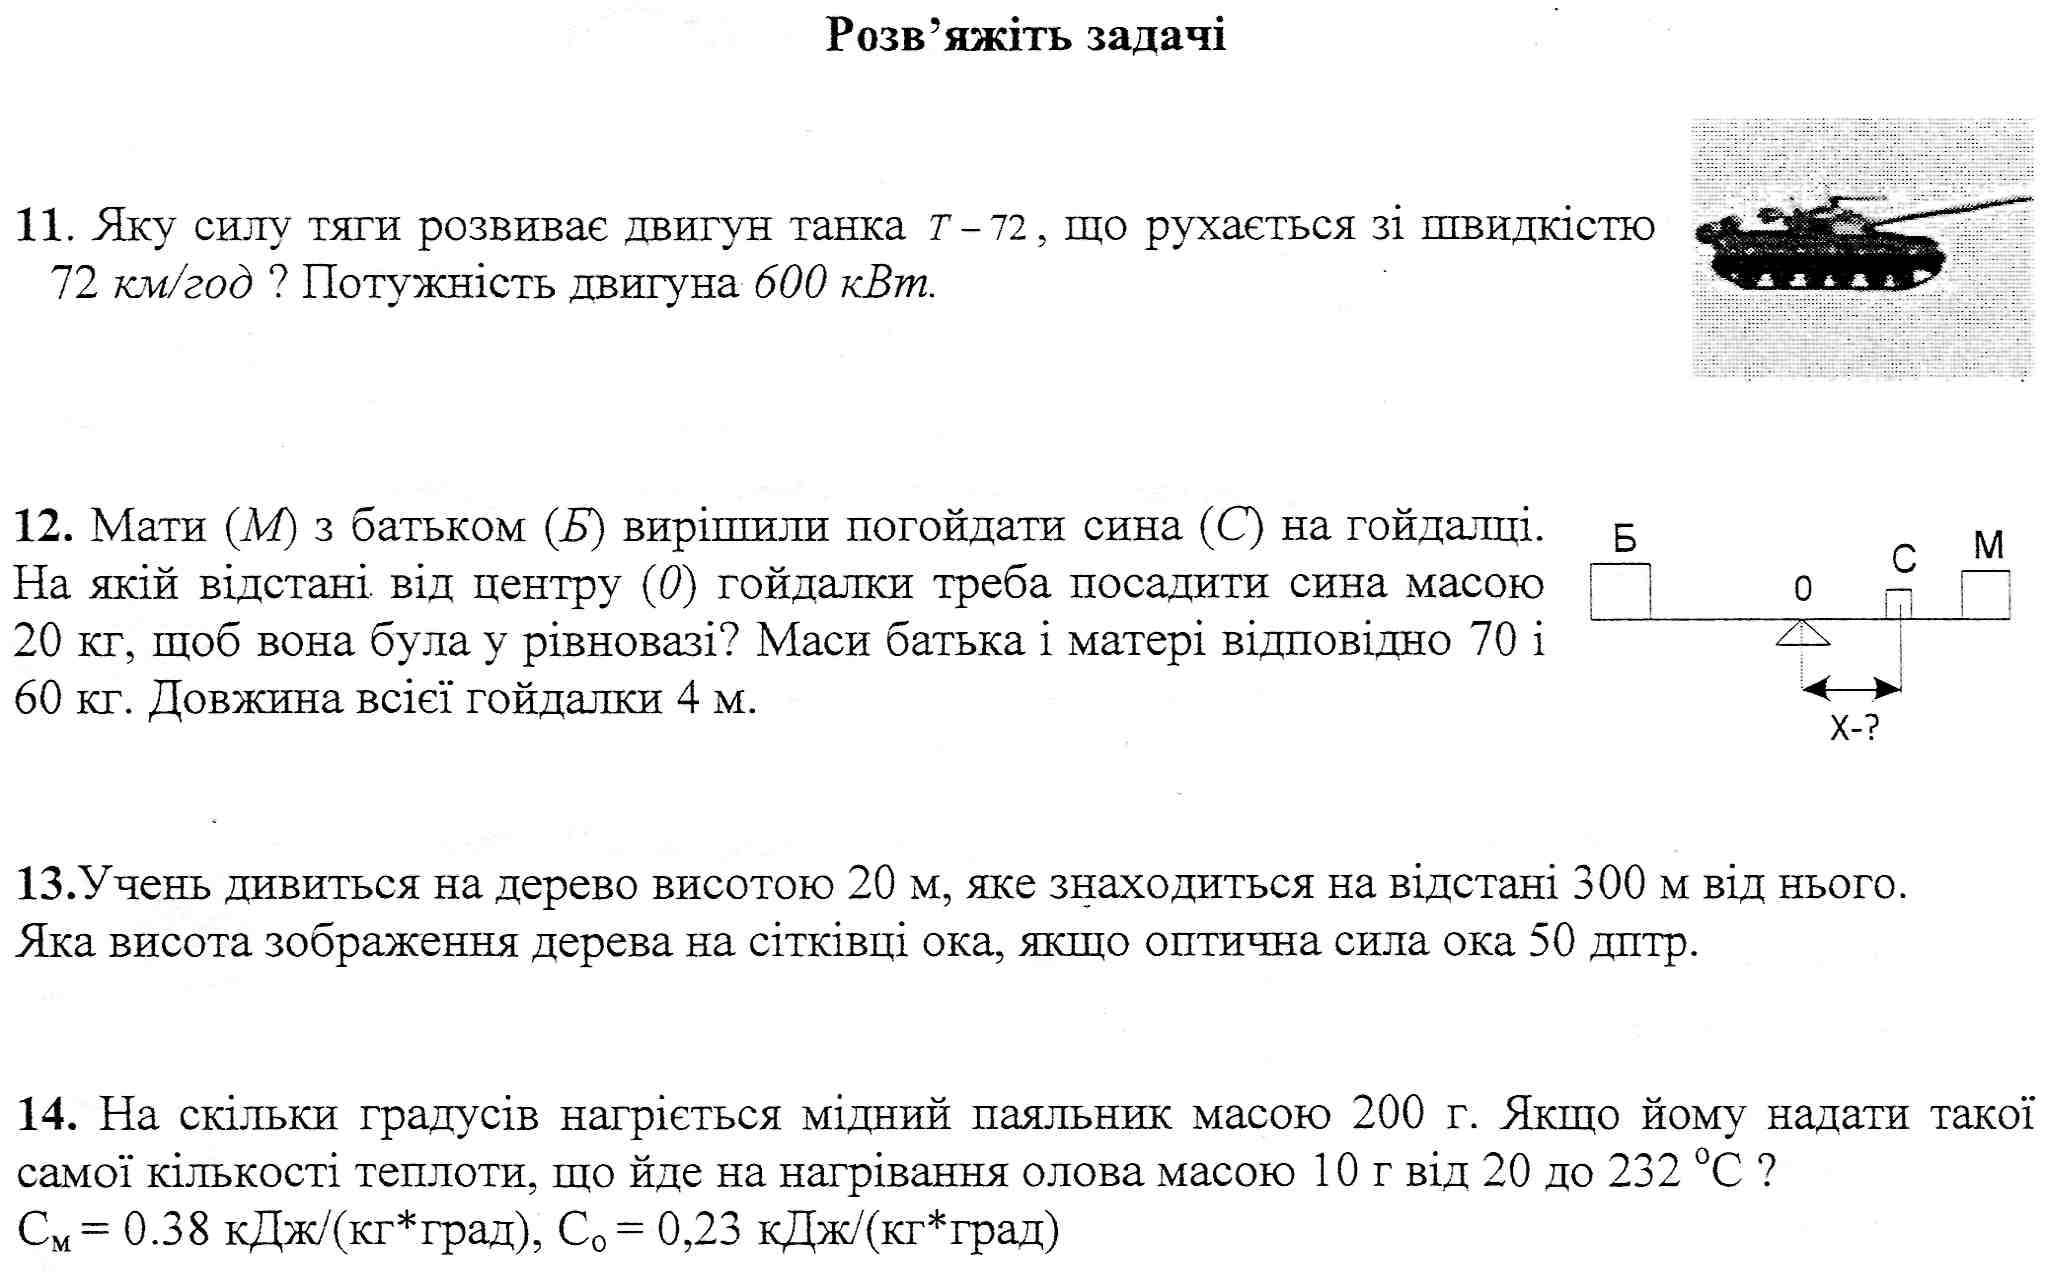 Розв’яжіть задачі
11. Яку силу тяги розвиває двигун танка Т – 72, що рухається зі швидкістю
72 км/год ? Потужність двигуна 600 кВт.
12. Мати (М) з батьком (Б) вирішили погойдати сина (С) на гойдалці.
На якій відстані від центру (0) гойдалки треба посадити сина масою
20 кг, щоб вона була у рівновазі? Маси батька і матері відповідно 70 і
60 кг. Довжина всієї гойдалки 4 м.
Б
0
С
М
Х-?
13.Учень дивиться на дерево висотою 20 м, яке знаходиться на відстані 300 м від нього.
Яка висота зображення дерева на сітківці ока, якщо оптична сила ока 50 дптр.
14. На скільки градусів нагріється мідний паяльник масою 200 г. Якщо йому надати такої
самої кількості теплоти, що йде на нагрівання олова масою 10 г від 20 до 232 °С ?
См = 0.38 кДж/(кг*град), Со = 0,23 кДж/(кг*град)